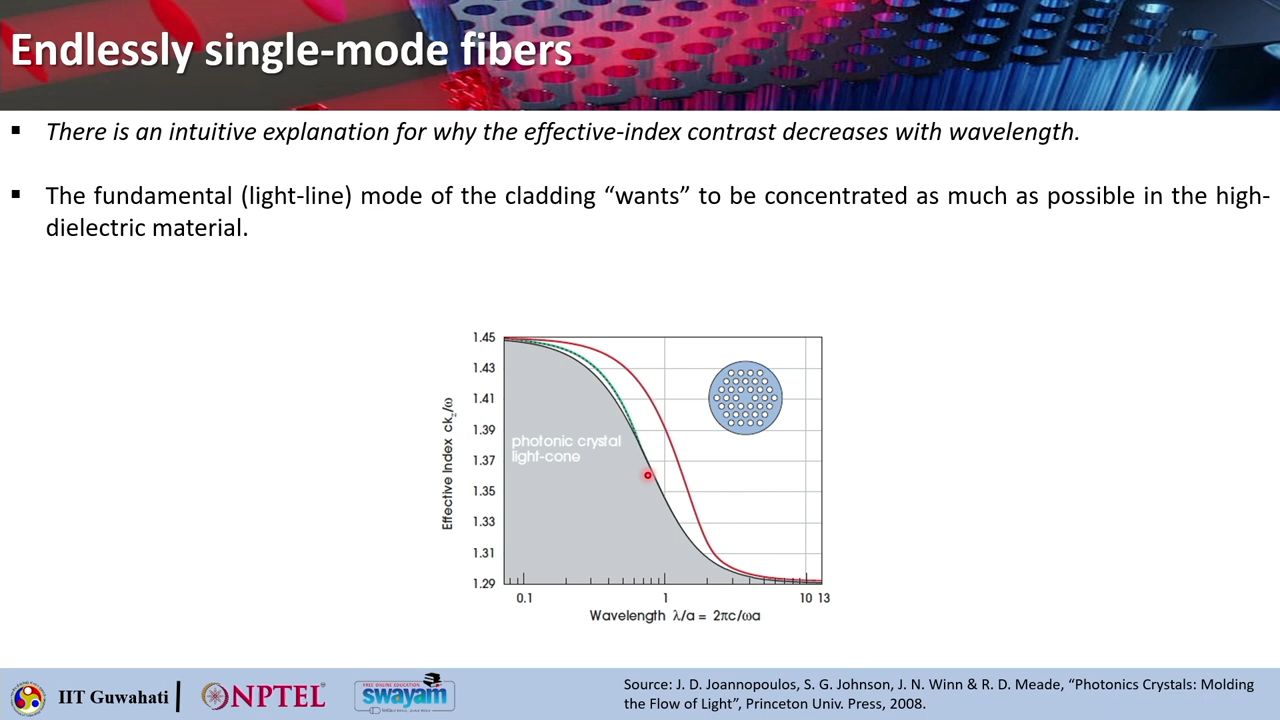 Endlessly single-mode fibers
▪ There is an intuitive explanation for why the effective-index contrast decreases with wavelength.
▪ The fundamental (light-line) mode of the cladding “wants” to be concentrated as much as possible in the high-
dielectric material.
1.45
1.43
1.41
1.39
1.37
1.35
1.33
1.31
1.29
Effective Index ck_z/ω
photonic crystal
light-cone
0.1 1 10 13
Wavelength λ/a = 2πc/ωa
IIT Guwahati
NPTEL
FREE ONLINE EDUCATION
swayam
Source: J. D. Joannopoulos, S. G. Johnson, J. N. Winn & R. D. Meade, “Photonics Crystals: Molding
the Flow of Light”, Princeton Univ. Press, 2008.